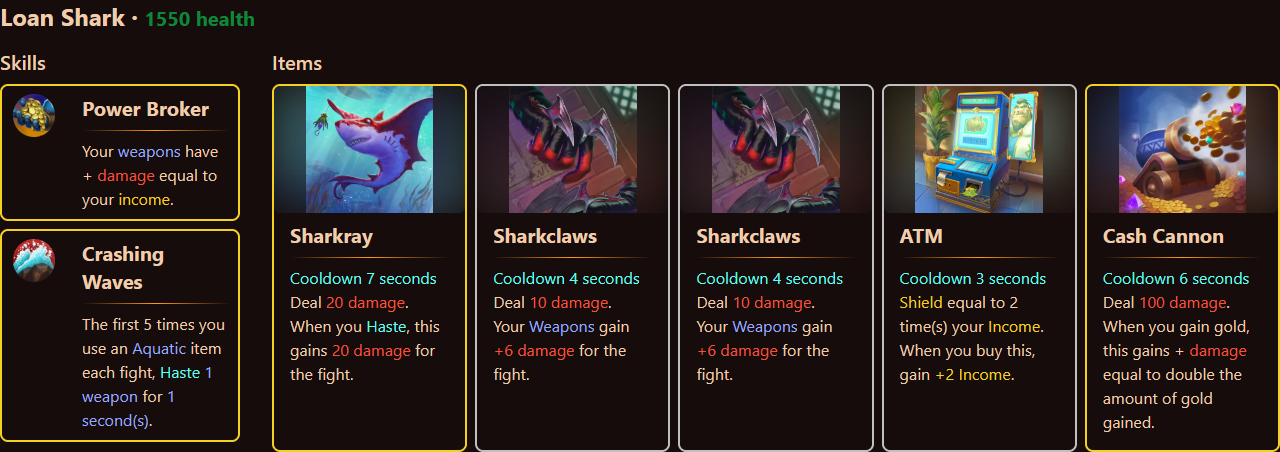 Loan Shark · 1550 health
Skills
Power Broker
Your weapons have
+ damage equal to
your income.
Crashing
Waves
The first 5 times you
use an Aquatic item
each fight, Haste 1
weapon for 1
second(s).
Items
Sharkray
Cooldown 7 seconds
Deal 20 damage.
When you Haste, this
gains 20 damage for
the fight.
Sharkclaws
Cooldown 4 seconds
Deal 10 damage.
Your Weapons gain
+6 damage for the
fight.
Sharkclaws
Cooldown 4 seconds
Deal 10 damage.
Your Weapons gain
+6 damage for the
fight.
ATM
Cooldown 3 seconds
Shield equal to 2
time(s) your Income.
When you buy this,
gain +2 Income.
Cash Cannon
Cooldown 6 seconds
Deal 100 damage.
When you gain gold,
this gains + damage
equal to double the
amount of gold
gained.